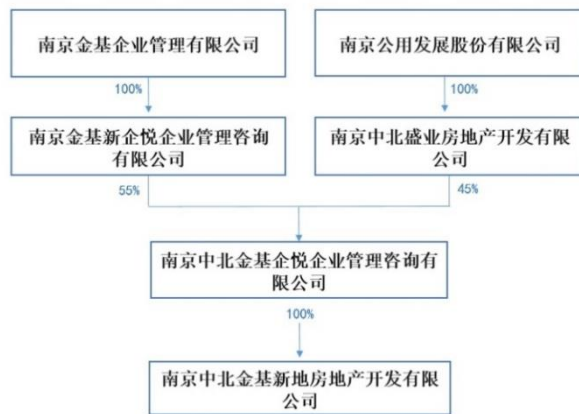 南京金基企业管理有限公司
南京公用发展股份有限公司
100%
100%
南京金基新企悦企业管理咨询
有限公司
南京中北盛业房地产开发有限
公司
55%
45%
南京中北金基企悦企业管理咨询有
限公司
100%
南京中北金基新地房地产开发有限
公司